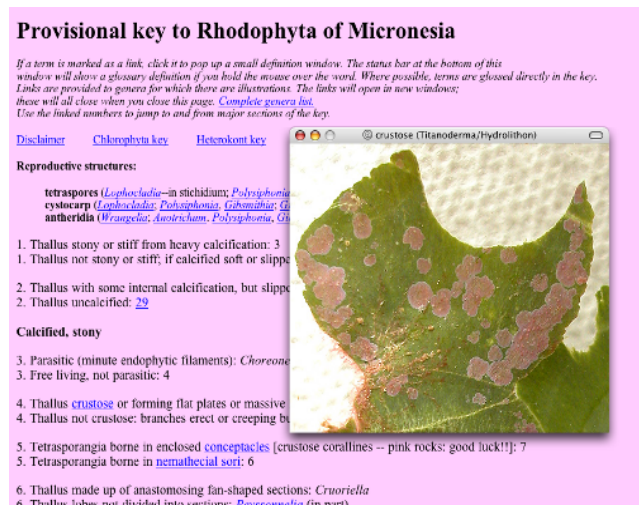 Provisional key to Rhodophyta of Micronesia
If a term is marked as a link, click it to pop up a small definition window. The status bar at the bottom of this
window will show a glossary definition if you hold the mouse over the word. Where possible, terms are glossed directly in the key.
Links are provided to genera for which there are illustrations. The links will open in new windows;
these will all close when you close this page. Complete genera list.
Use the linked numbers to jump to and from major sections of the key.
Disclaimer Chlorophyta key Heterokont key
crustose (Titanoderma/Hydrolithon)
Reproductive structures:
tetraspores (Lophocladia--in stichidium; Polysiphonia
cystocarp (Lophocladia; Polysiphonia, Gibsmithia;
antheridia (Wrangelia; Anotrichum. Polysiphonia,
1. Thallus stony or stiff from heavy calcification: 3
1. Thallus not stony or stiff; if calcified soft or
2. Thallus with some internal calcification, but
2. Thallus uncalcified: 29
Calcified, stony
3. Parasitic (minute endophytic filaments):
3. Free living, not parasitic: 4
4. Thallus crustose or forming flat plates or massive
4. Thallus not crustose: branches erect or creeping
5. Tetrasporangia borne in enclosed conceptacles [crustose corallines -- pink rocks: good luck!!]: 7
5. Tetrasporangia borne in nemathecial sori: 6
6. Thallus made up of anastomosing fan-shaped sections: Cruoriella
6. Thallus lobes not divided into sections: Peyssonnelia (in part)